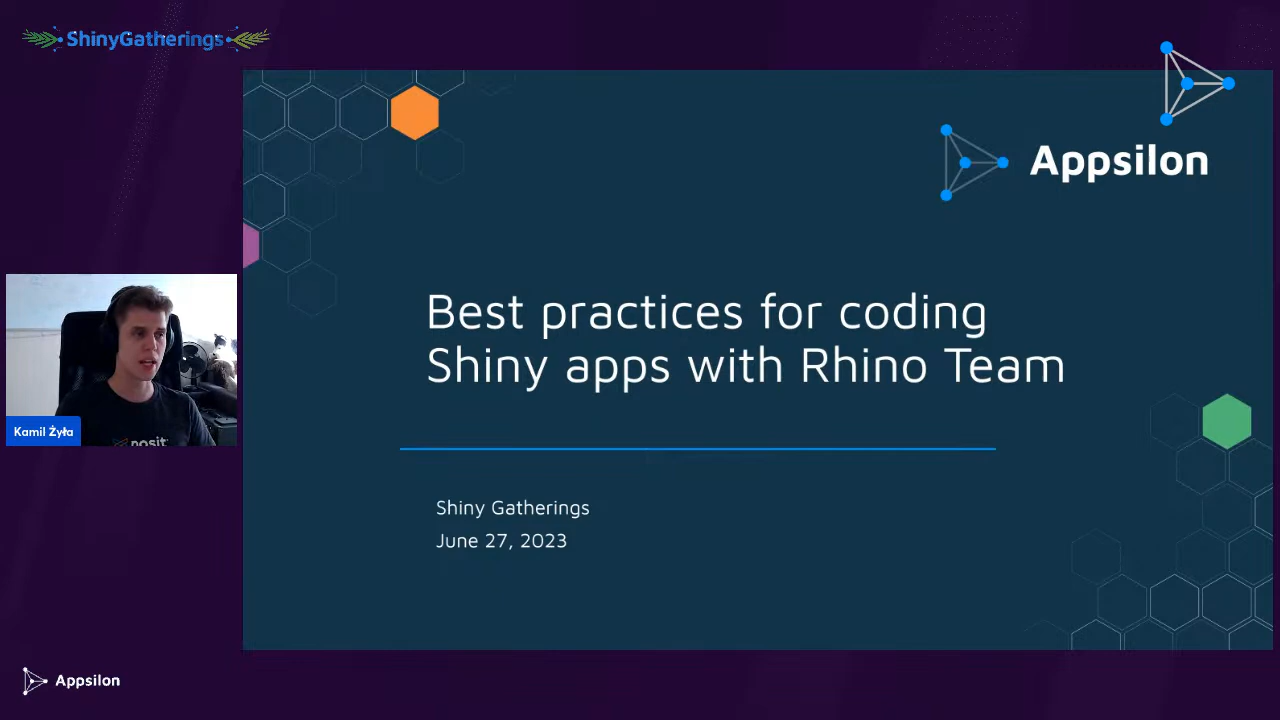 ShinyGatherings
Appsilon
Best practices for coding
Shiny apps with Rhino Team
Shiny Gatherings
June 27, 2023
Kamil Żyła
posit
Appsilon